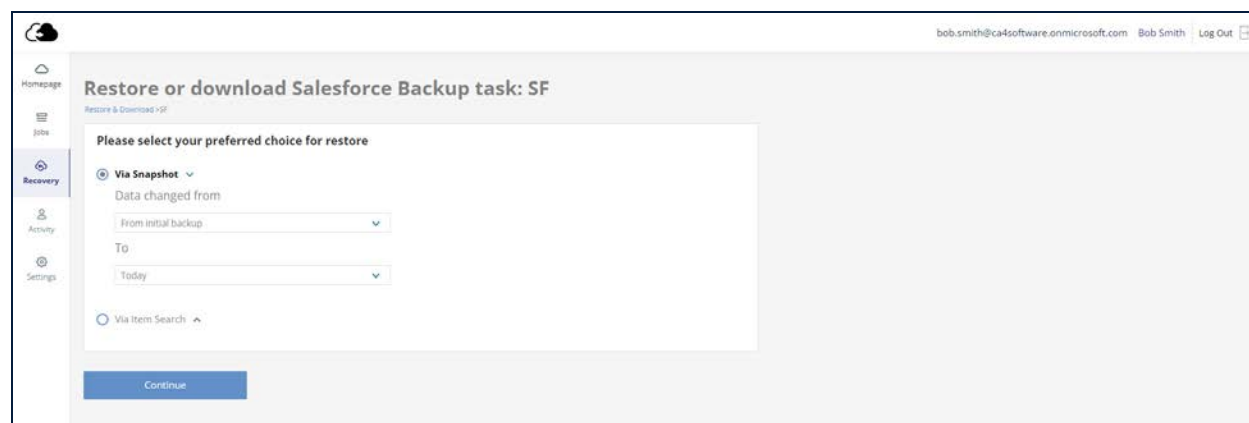 bob.smith@ca4software.onmicrosoft.com Bob Smith Log Out
Homepage
Jobs
Recovery
Activity
Settings
Restore or download Salesforce Backup task: SF
Restore & Download >SF
Please select your preferred choice for restore
Via Snapshot
Data changed from
From initial backup
To
Today
Via Item Search
Continue